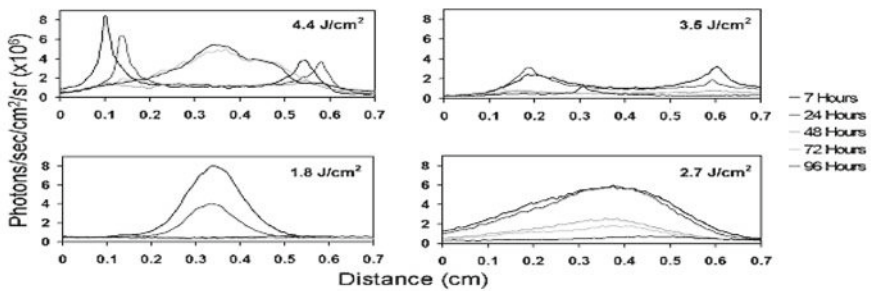 4.4 J/cm²
8
6
4
2
0
0 0.1 0.2 0.3 0.4 0.5 0.6 0.7
3.5 J/cm²
8
6
4
2
0
0 0.1 0.2 0.3 0.4 0.5 0.6 0.7
Photons/sec/cm²/sr (x10⁶)
1.8 J/cm²
8
6
4
2
0
0 0.1 0.2 0.3 0.4 0.5 0.6 0.7
2.7 J/cm²
8
6
4
2
0
0 0.1 0.2 0.3 0.4 0.5 0.6 0.7
Distance (cm)
7 Hours
24 Hours
48 Hours
72 Hours
96 Hours